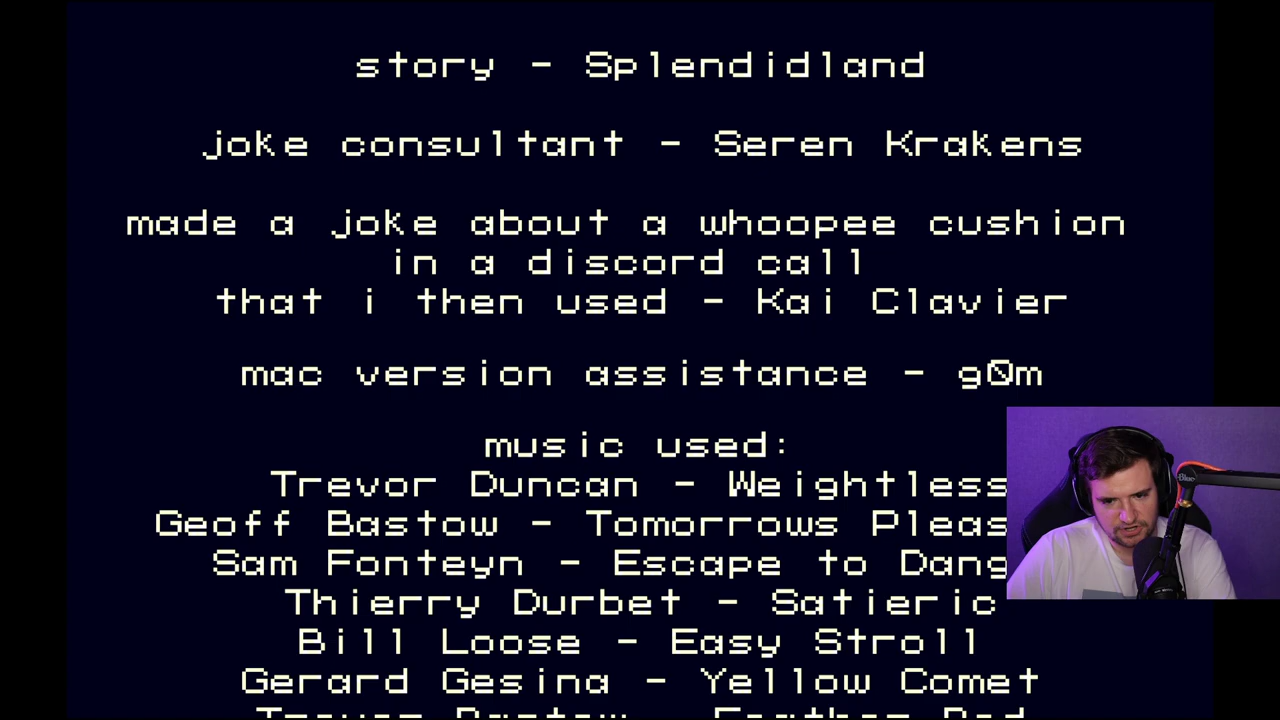 story - Splendidland
joke consultant - Seren Krakens
made a joke about a whoopee cushion
in a discord call
that i then used - Kai Clavier
mac version assistance - g0m
music used:
Trevor Duncan - Weightless
Geoff Bastow - Tomorrows
Sam Fonteyn - Escape to
Thierry Durbet - Satieric
Bill Loose - Easy Stroll
Gerard Gesina - Yellow Comet